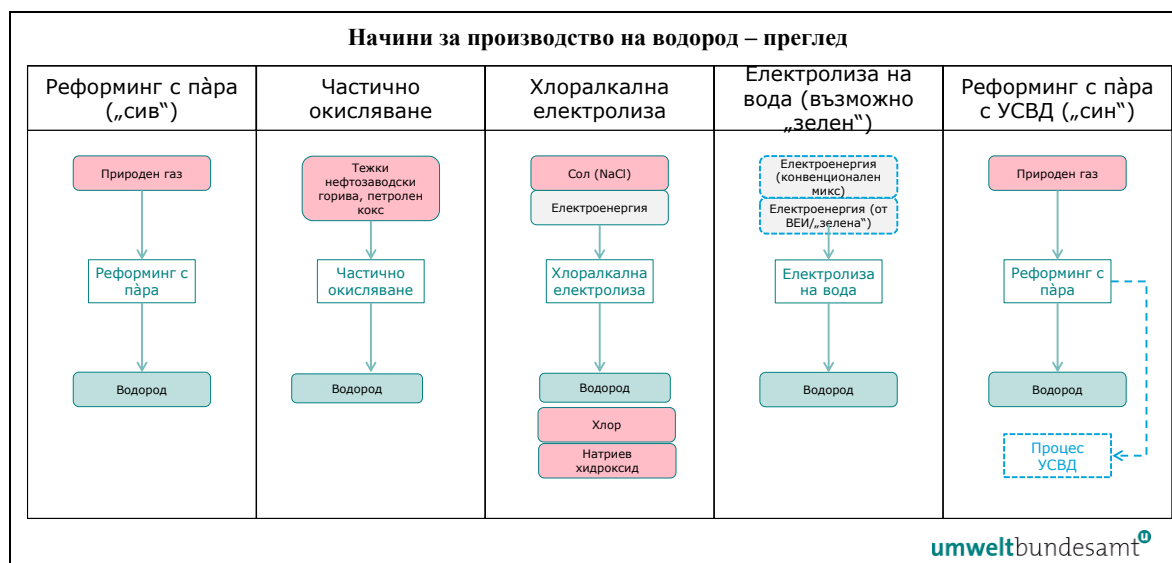 Начини за производство на водород – преглед
Реформинг с пàра
(„сив“)
Природен газ
Реформинг с
пàра
Водород
Частично
окисляване
Тежки
нефтозаводски
горива, петролен
кокс
Частично
окисляване
Водород
Хлоралкална
електролиза
Сол (NaCl)
Електроенергия
Хлоралкална
електролиза
Водород
Хлор
Натриев
хидроксид
Електролиза на
вода (възможно
„зелен“)
Електроенергия
(конвенционален
микс)
Електроенергия (от
ВЕИ/„зелена“)
Електролиза
на вода
Водород
Реформинг с пàра
с УСВД („син“)
Природен газ
Реформинг с
пàра
Водород
Процес
УСВД
umweltbundesamt
u